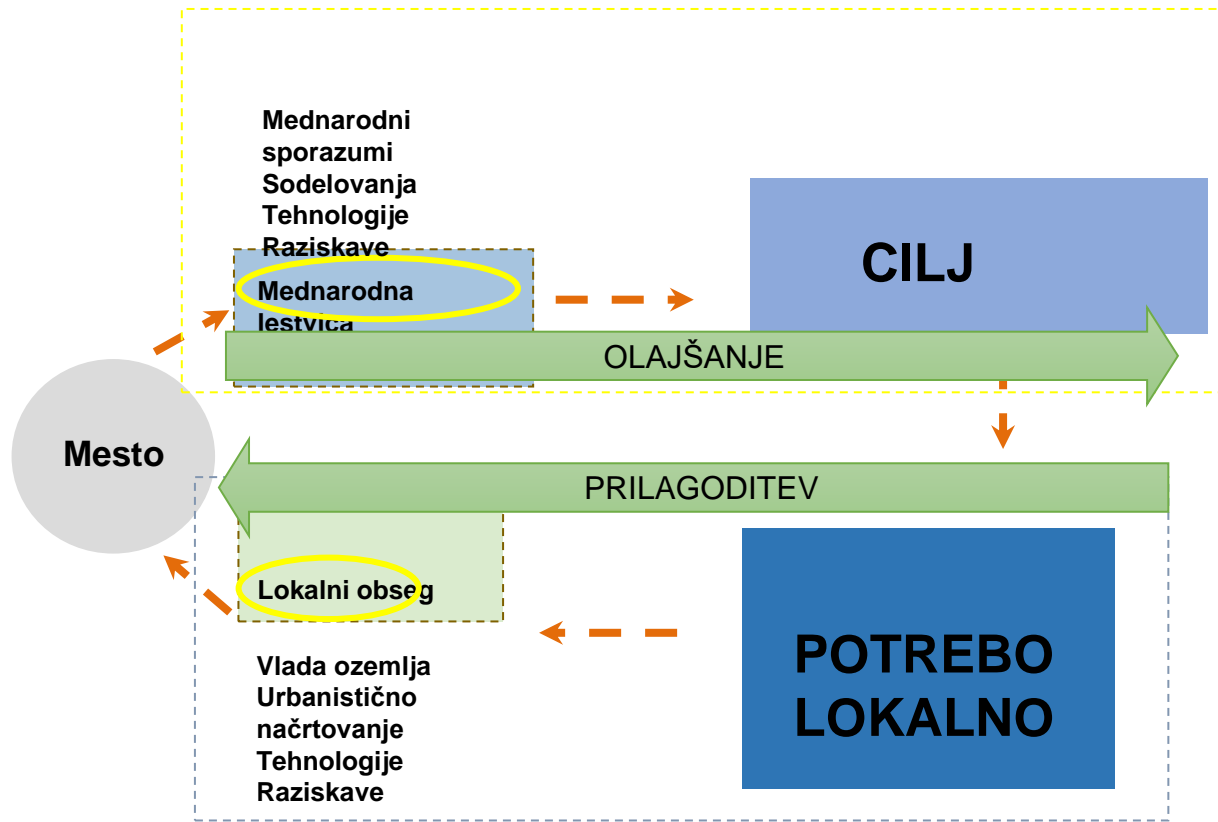 Mednarodni
sporazumi
Sodelovanja
Tehnologije
Raziskave
Mednarodna
lestvica
CILJ
OLAJŠANJE
Mesto
PRILAGODITEV
Lokalni obseg
POTREBO
LOKALNO
Vlada ozemlja
Urbanistično
načrtovanje
Tehnologije
Raziskave